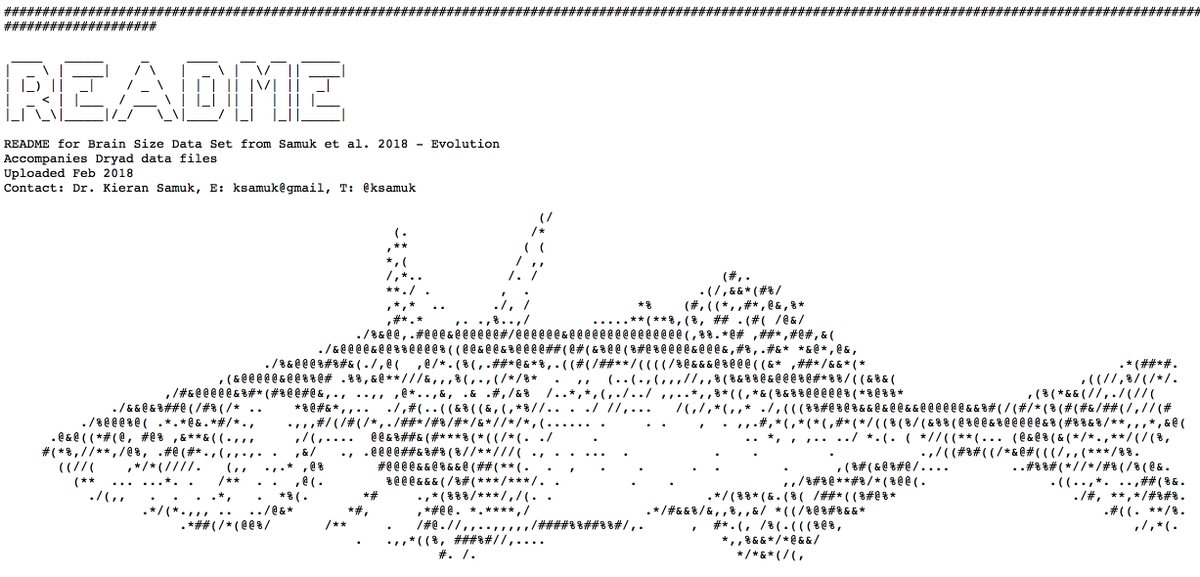 README
README for Brain Size Data Set from Samuk et al. 2018 - Evolution
Accompanies Dryad data files
Uploaded Feb 2018
Contact: Dr. Kieran Samuk, E: ksamuk@gmail, T: @ksamuk